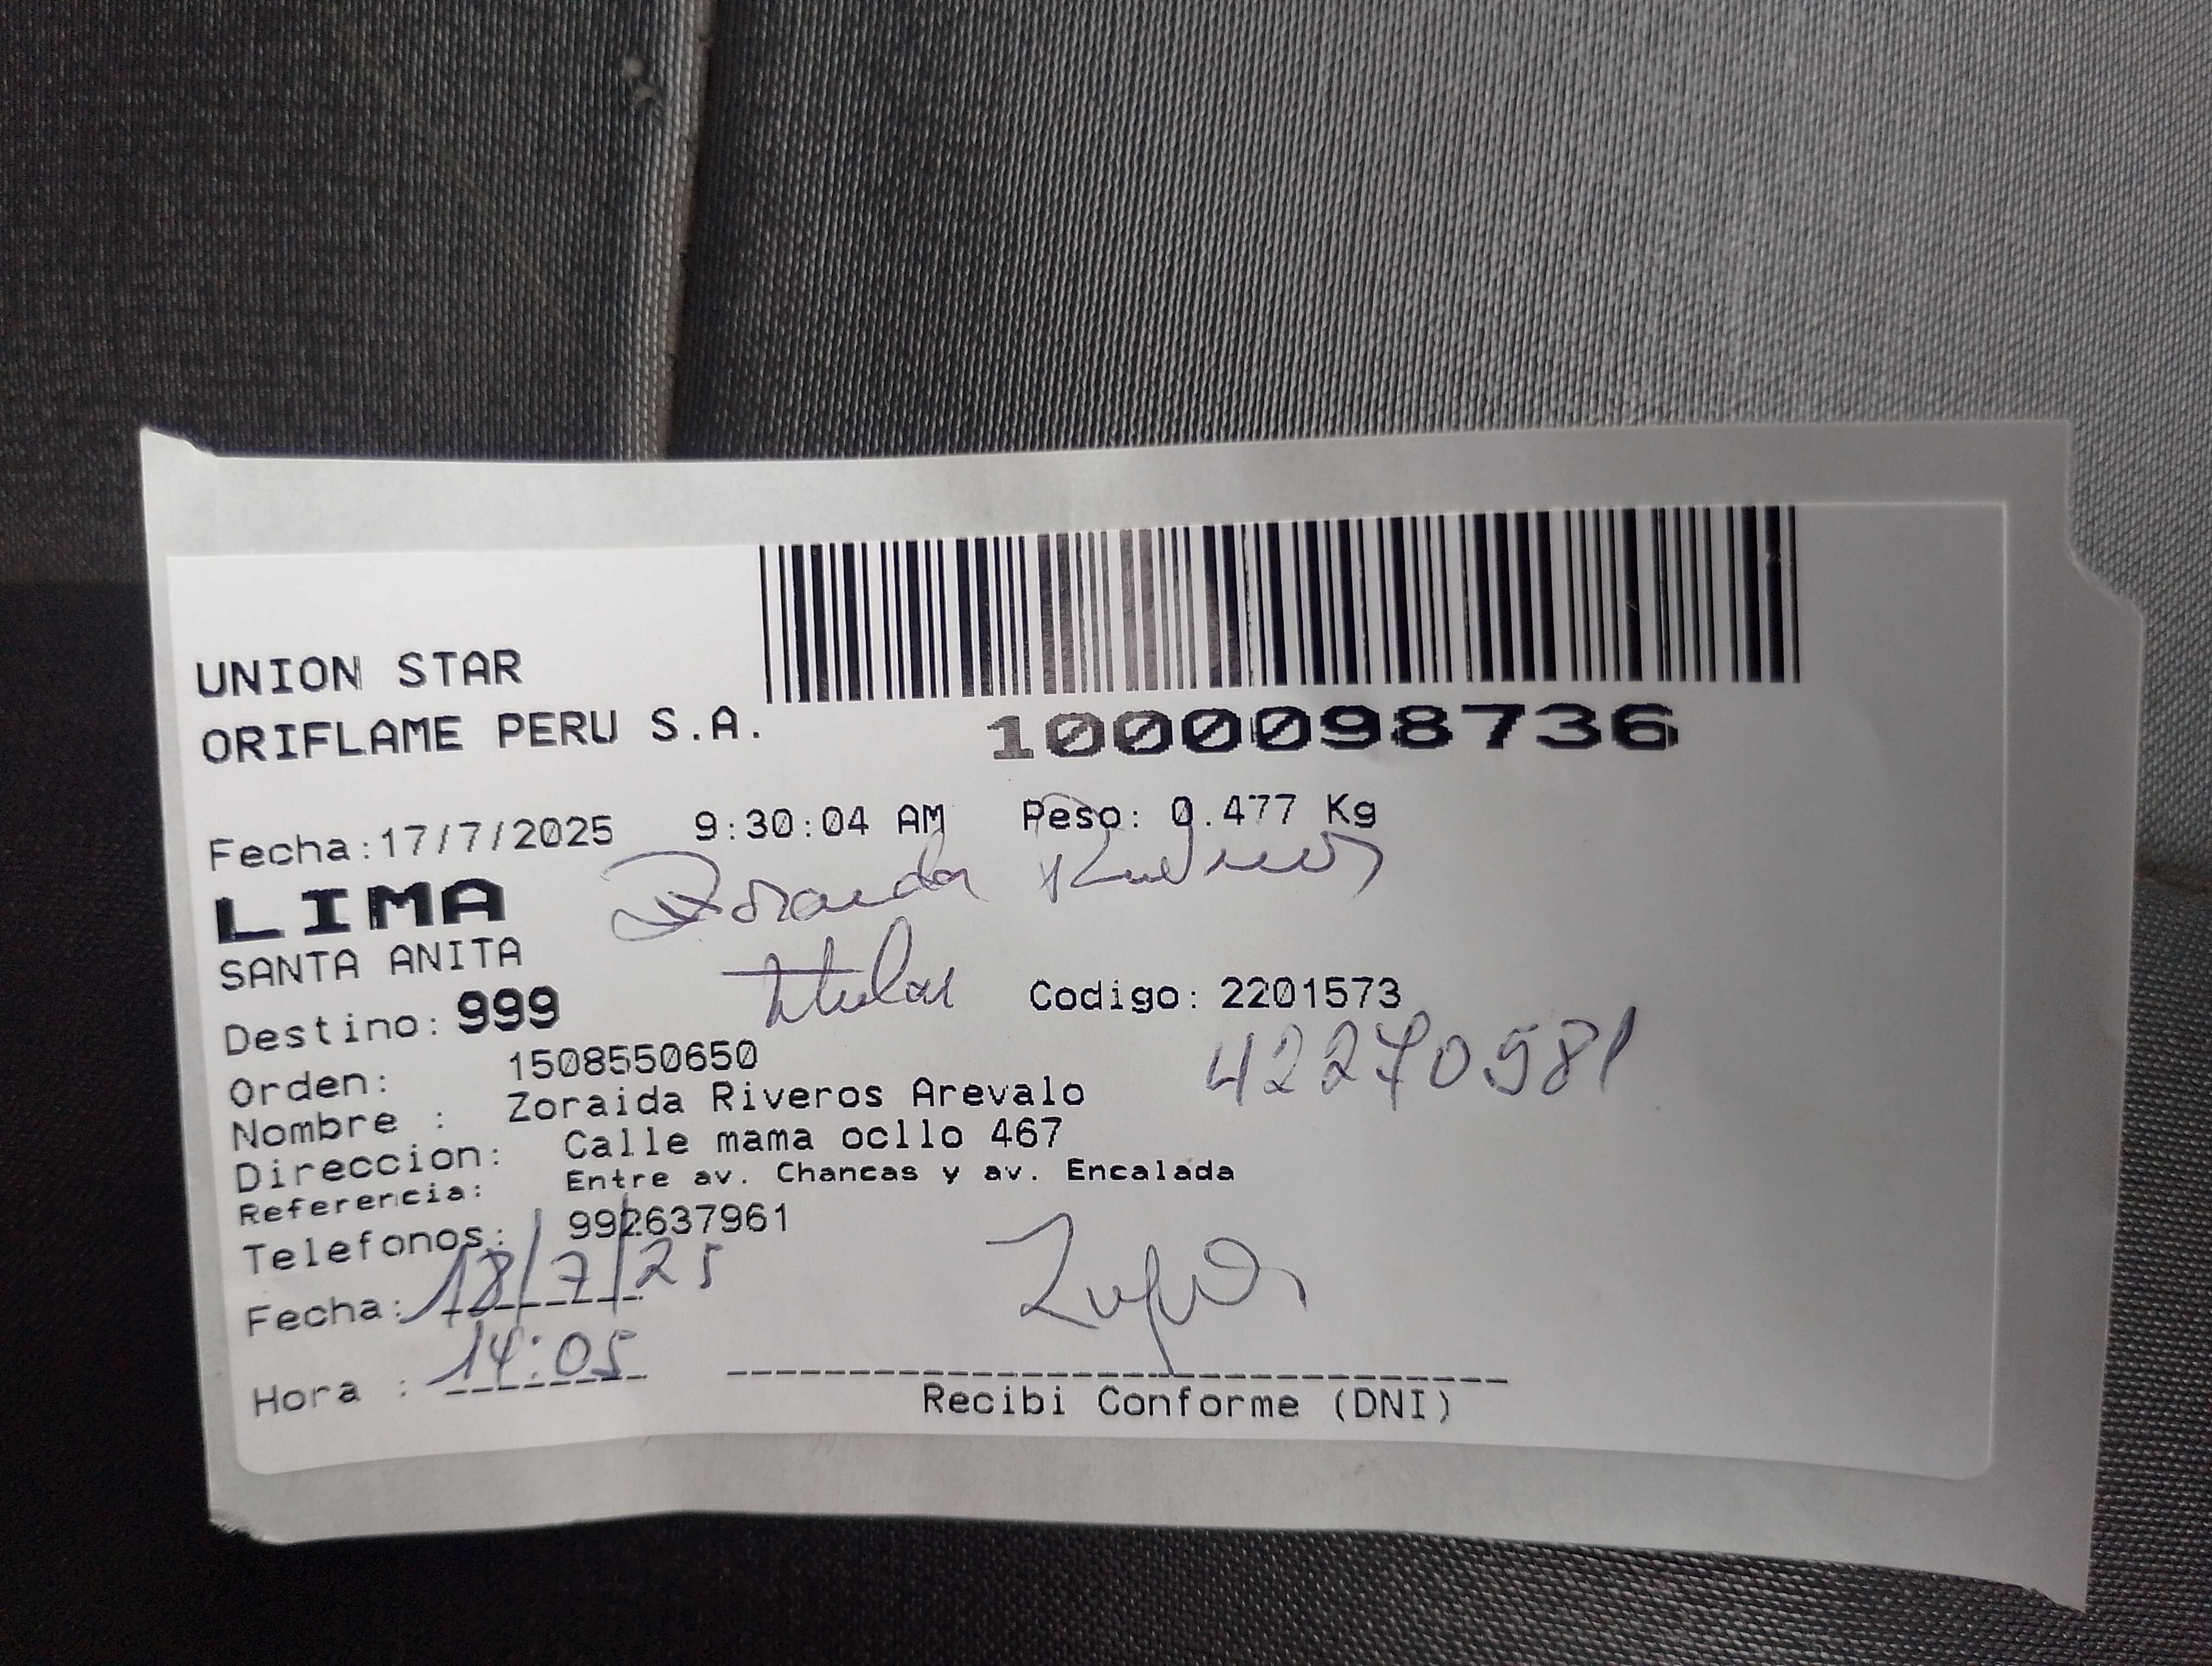 UNION STAR
ORIFLAME PERU S.A.
1000098736
Fecha:17/7/2025 9:30:04 AM Peso: 0.477 Kg
Zoraida Riveros
LIMA
SANTA ANITA
titular
Destino: 999 Codigo: 2201573
42270581
Orden: 1508550650
Nombre : Zoraida Riveros Arevalo
Direccion: Calle mama ocllo 467
Referencia: Entre av. Chancas y av. Encalada
Telefonos: 992637961
Fecha: 18/7/25
Hora : 14:05
Recibi Conforme (DNI)